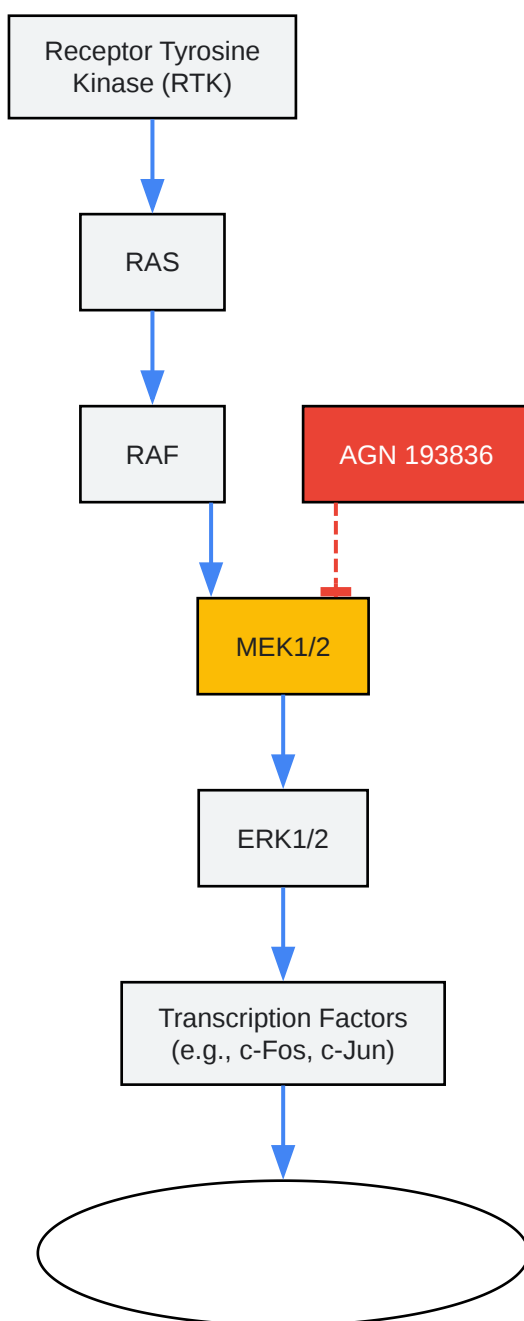 Receptor Tyrosine
Kinase (RTK)
RAS
RAF
AGN 193836
MEK1/2
ERK1/2
Transcription Factors
(e.g., c-Fos, c-Jun)